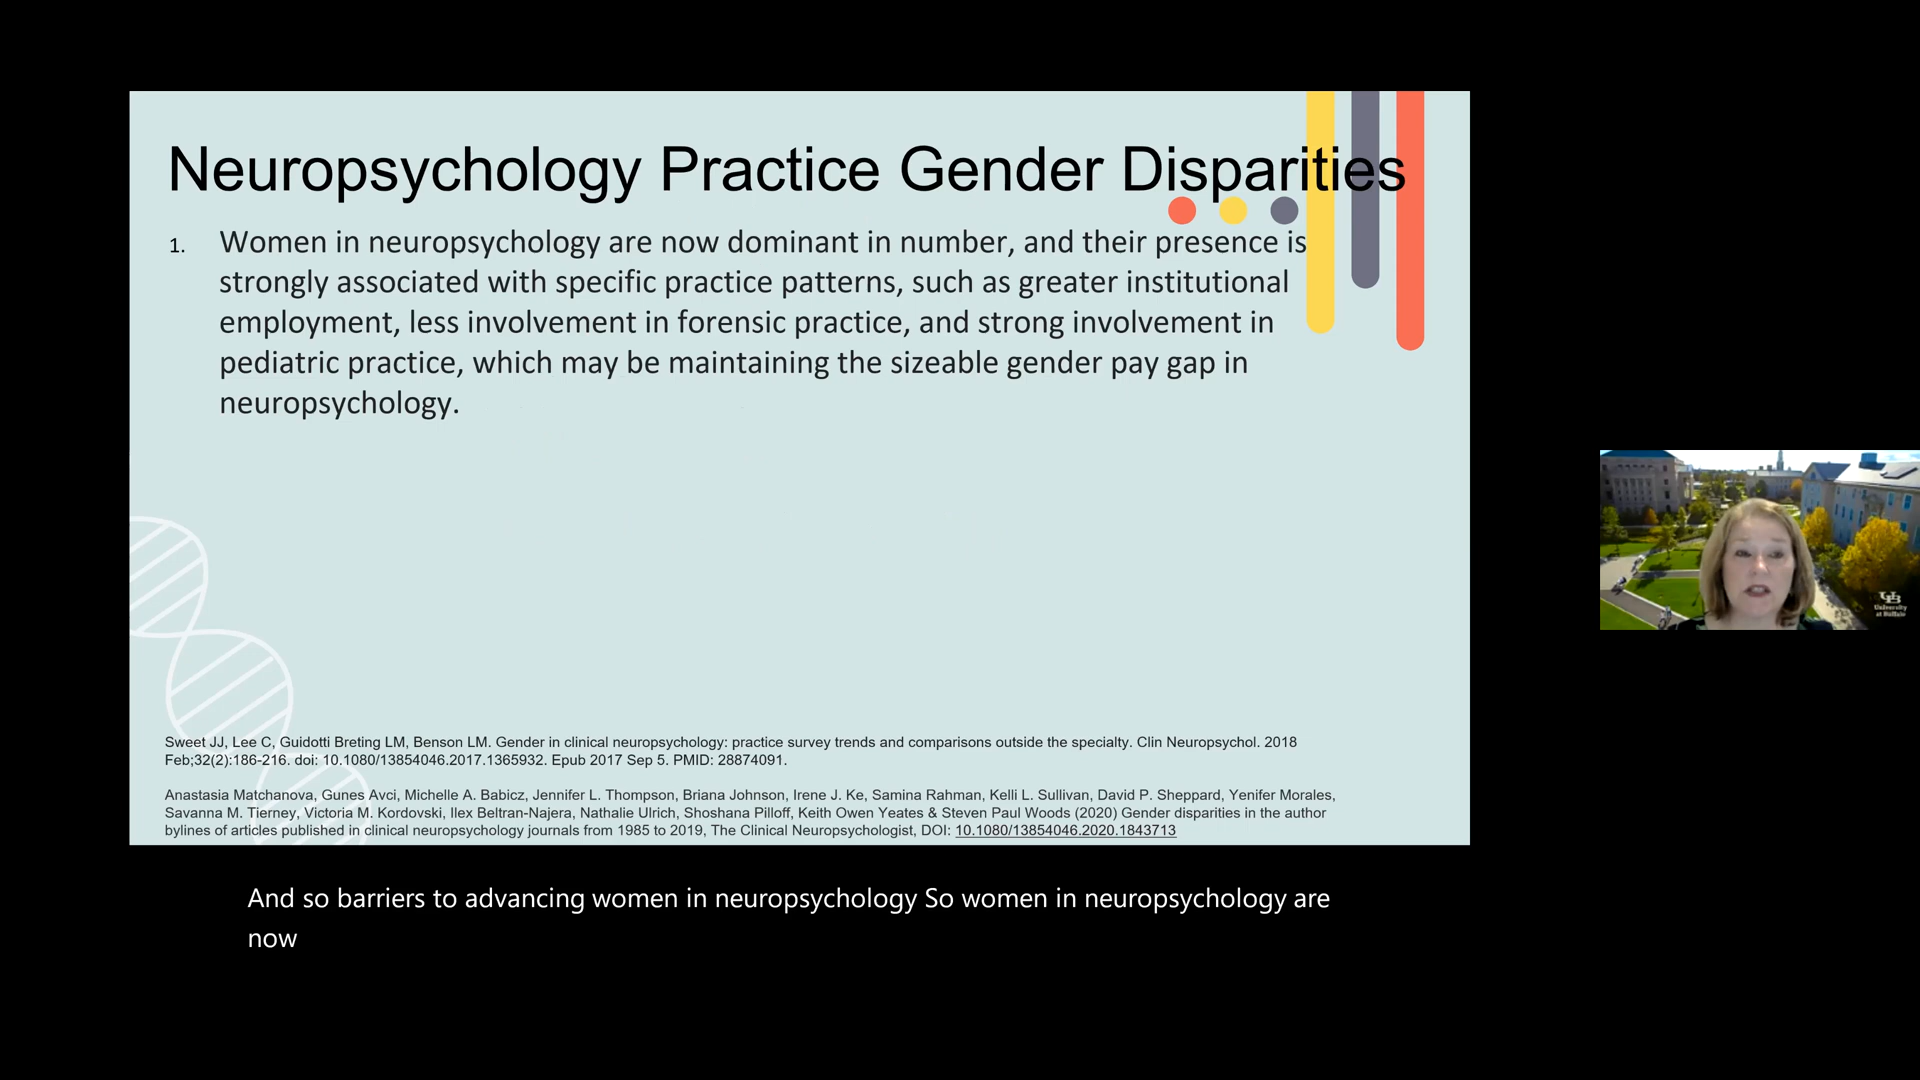 Neuropsychology Practice Gender Disparities
1. Women in neuropsychology are now dominant in number, and their presence is
strongly associated with specific practice patterns, such as greater institutional
employment, less involvement in forensic practice, and strong involvement in
pediatric practice, which may be maintaining the sizeable gender pay gap in
neuropsychology.
Sweet JJ, Lee C, Guidotti Breting LM, Benson LM. Gender in clinical neuropsychology: practice survey trends and comparisons outside the specialty. Clin Neuropsychol. 2018
Feb;32(2):186-216. doi: 10.1080/13854046.2017.1365932. Epub 2017 Sep 5. PMID: 28874091.
Anastasia Matchanova, Gunes Avci, Michelle A. Babicz, Jennifer L. Thompson, Briana Johnson, Irene J. Ke, Samina Rahman, Kelli L. Sullivan, David P. Sheppard, Yenifer Morales,
Savanna M. Tierney, Victoria M. Kordovski, Ilex Beltran-Najera, Nathalie Ulrich, Shoshana Pilloff, Keith Owen Yeates & Steven Paul Woods (2020) Gender disparities in the author
bylines of articles published in clinical neuropsychology journals from 1985 to 2019, The Clinical Neuropsychologist, DOI: 10.1080/13854046.2020.1843713
UB
University
at Buffalo
And so barriers to advancing women in neuropsychology So women in neuropsychology are
now